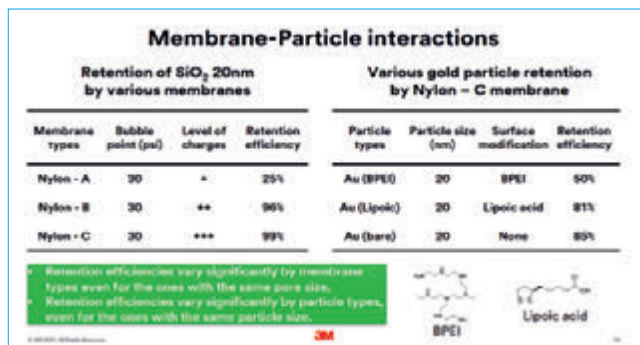 Membrane-Particle interactions
Retention of SiO2 20nm
by various membranes
Membrane types Bubble point (psi) Level of charges Retention efficiency
Nylon - A 30 + 25%
Nylon - B 30 ++ 96%
Nylon - C 30 +++ 99%
Various gold particle retention
by Nylon – C membrane
Particle types Particle size (nm) Surface modification Retention efficiency
Au (BPEI) 20 BPEI 50%
Au (Lipoic) 20 Lipoic acid 81%
Au (bare) 20 None 85%
• Retention efficiencies vary significantly by membrane
types even for the ones with the same pore size.
• Retention efficiencies vary significantly by particle types,
even for the ones with the same particle size.
BPEI
Lipoic acid
3M